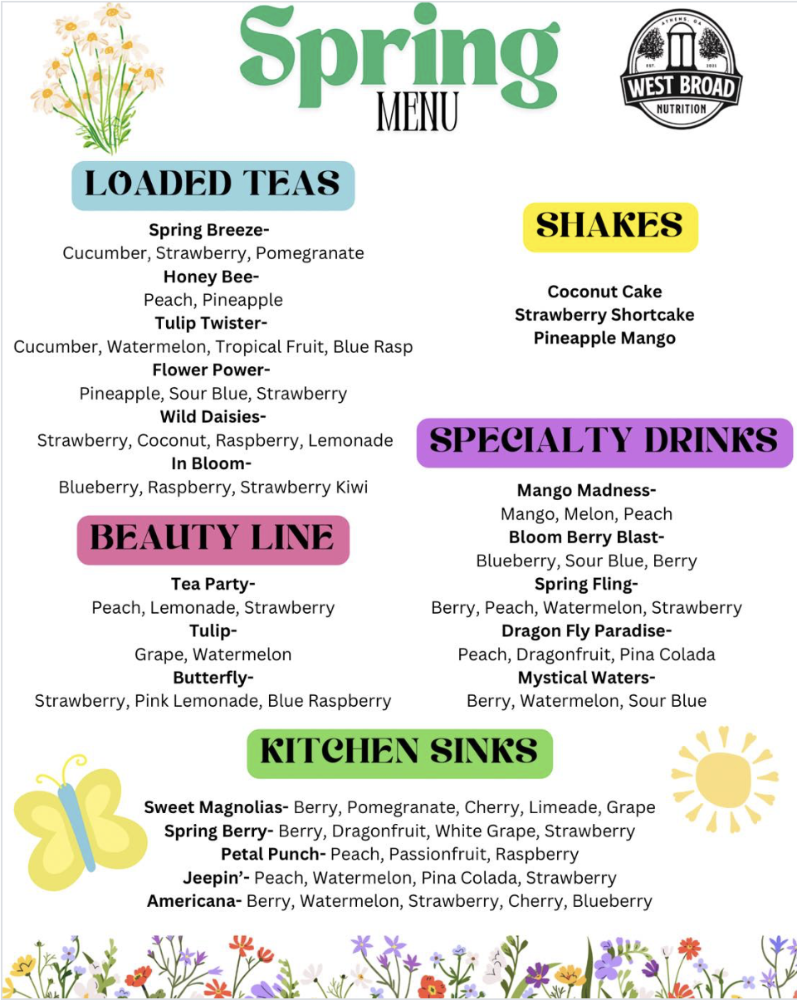 Spring
MENU
ATHENS, GA
EST. 2021
WEST BROAD
NUTRITION
LOADED TEAS
Spring Breeze-
Cucumber, Strawberry, Pomegranate
Honey Bee-
Peach, Pineapple
Tulip Twister-
Cucumber, Watermelon, Tropical Fruit, Blue Rasp
Flower Power-
Pineapple, Sour Blue, Strawberry
Wild Daisies-
Strawberry, Coconut, Raspberry, Lemonade
In Bloom-
Blueberry, Raspberry, Strawberry Kiwi
BEAUTY LINE
Tea Party-
Peach, Lemonade, Strawberry
Tulip-
Grape, Watermelon
Butterfly-
Strawberry, Pink Lemonade, Blue Raspberry
SHAKES
Coconut Cake
Strawberry Shortcake
Pineapple Mango
SPECIALTY DRINKS
Mango Madness-
Mango, Melon, Peach
Bloom Berry Blast-
Blueberry, Sour Blue, Berry
Spring Fling-
Berry, Peach, Watermelon, Strawberry
Dragon Fly Paradise-
Peach, Dragonfruit, Pina Colada
Mystical Waters-
Berry, Watermelon, Sour Blue
KITCHEN SINKS
Sweet Magnolias- Berry, Pomegranate, Cherry, Limeade, Grape
Spring Berry- Berry, Dragonfruit, White Grape, Strawberry
Petal Punch- Peach, Passionfruit, Raspberry
Jeepin’- Peach, Watermelon, Pina Colada, Strawberry
Americana- Berry, Watermelon, Strawberry, Cherry, Blueberry